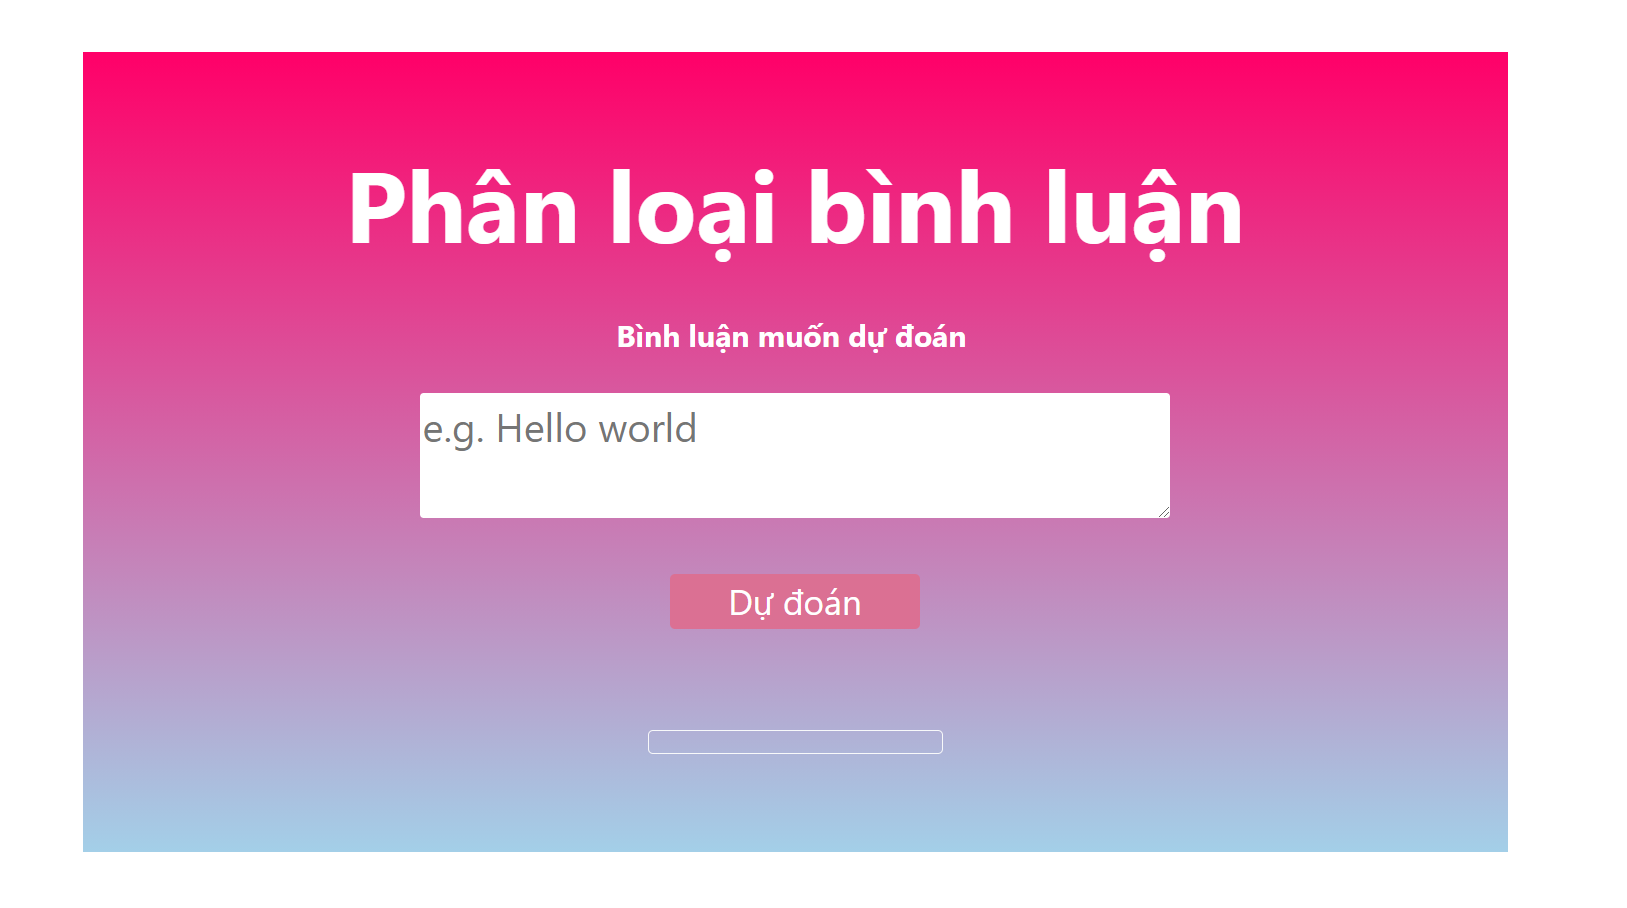 Phân loại bình luận
Bình luận muốn dự đoán
e.g. Hello world
Dự đoán